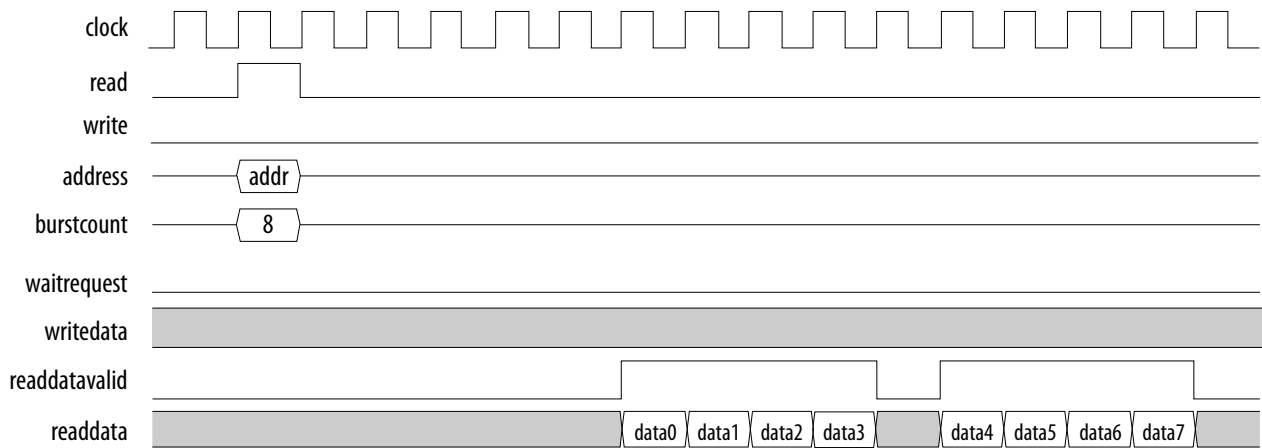 clock
read
write
address addr
burstcount 8
waitrequest
writedata
readdatavalid
readdata data0 data1 data2 data3 data4 data5 data6 data7